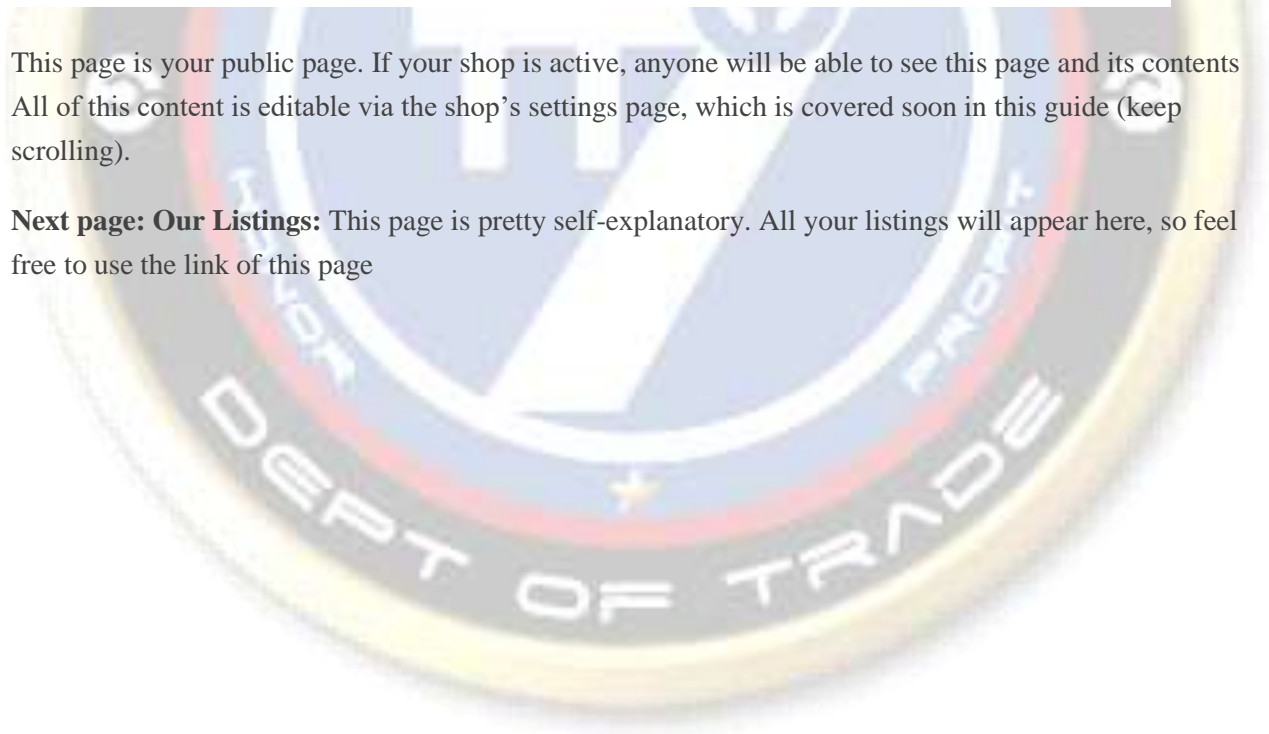 TT
This page is your public page. If your shop is active, anyone will be able to see this page and its contents
All of this content is editable via the shop's settings page, which is covered soon in this guide (keep
scrolling).
Next page: Our Listings: This page is pretty self-explanatory. All your listings will appear here, so feel
free to use the link of this page
HONOR
PROFIT
DEPT OF TRADE